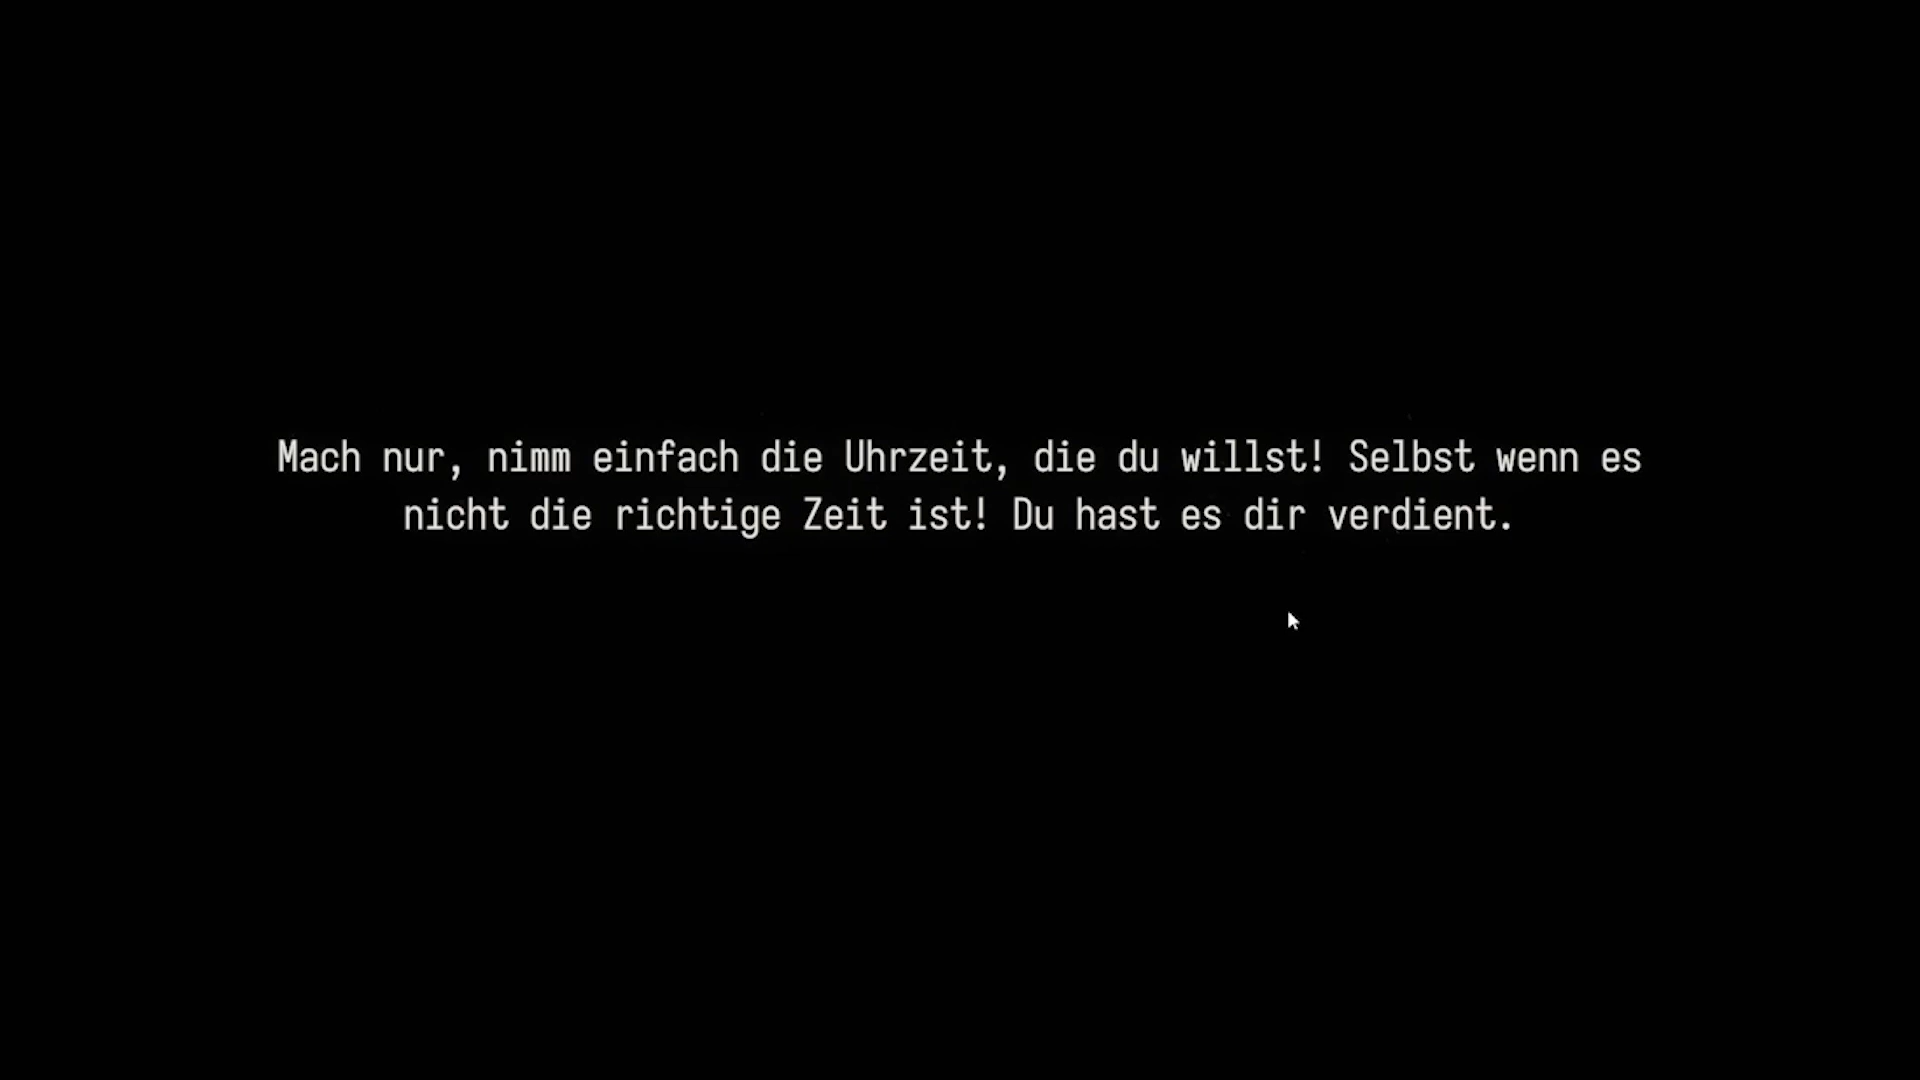 Mach nur, nimm einfach die Uhrzeit, die du willst! Selbst wenn es
nicht die richtige Zeit ist! Du hast es dir verdient.